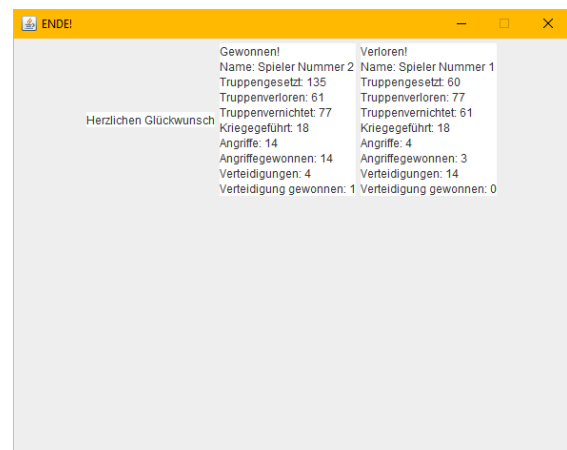 ENDE!
Herzlichen Glückwunsch
Gewonnen!
Name: Spieler Nummer 2
Truppengesetzt: 135
Truppenverloren: 61
Truppenvernichtet: 77
Kriegegeführt: 18
Angriffe: 14
Angriffegewonnen: 14
Verteidigungen: 4
Verteidigung gewonnen: 1
Verloren!
Name: Spieler Nummer 1
Truppengesetzt: 60
Truppenverloren: 77
Truppenvernichtet: 61
Kriegegeführt: 18
Angriffe: 4
Angriffegewonnen: 3
Verteidigungen: 14
Verteidigung gewonnen: 0